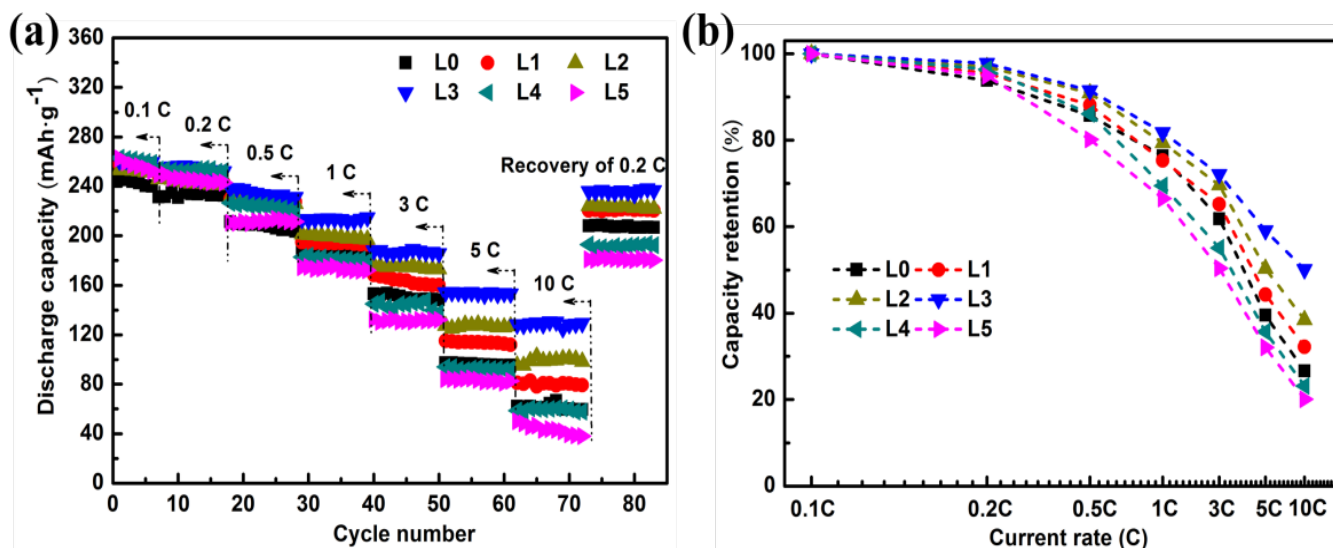 (a)
360
320
280
240
200
160
120
80
40
0
Discharge capacity (mAh·g⁻¹)
L0 L1 L2
L3 L4 L5
0.1 C
0.2 C
0.5 C
1 C
3 C
5 C
10 C
Recovery of 0.2 C
0 10 20 30 40 50 60 70 80
Cycle number
(b)
100
80
60
40
20
0
Capacity retention (%)
L0 L1
L2 L3
L4 L5
0.1C 0.2C 0.5C 1C 3C 5C 10C
Current rate (C)